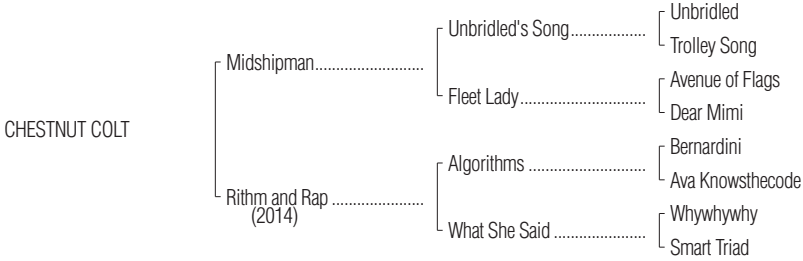 Unbridled
Unbridled's Song..................
Trolley Song
Midshipman.........................
Avenue of Flags
Fleet Lady..............................
Dear Mimi
CHESTNUT COLT
Bernardini
Algorithms ............................
Ava Knowsthecode
Rithm and Rap ......................
(2014)
Whywhywhy
What She Said ......................
Smart Triad